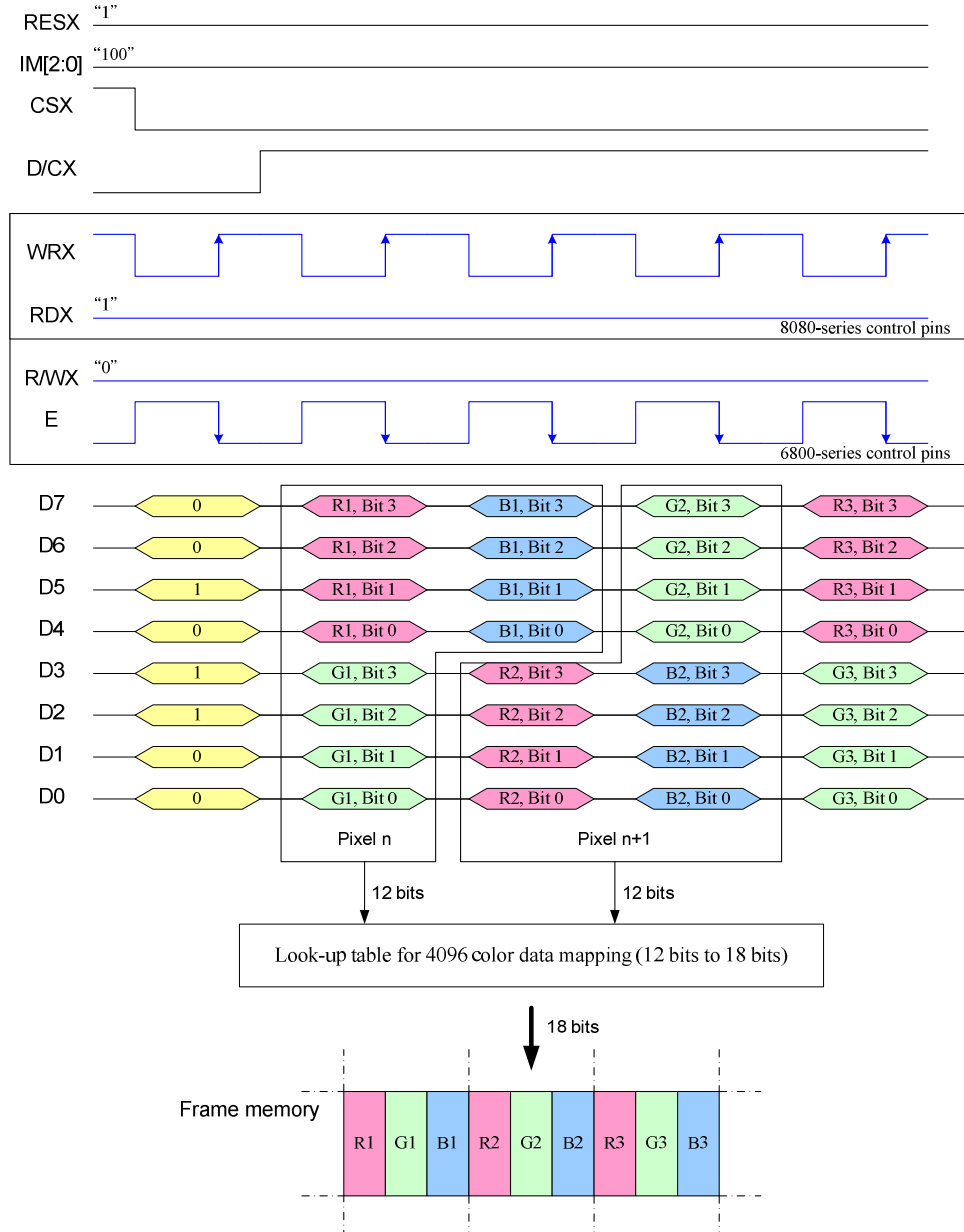 RESX "1"
IM[2:0] "100"
CSX
D/CX
WRX
RDX "1"
8080-series control pins
R/WX "0"
E
6800-series control pins
D7 0 R1, Bit 3 B1, Bit 3 G2, Bit 3 R3, Bit 3
D6 0 R1, Bit 2 B1, Bit 2 G2, Bit 2 R3, Bit 2
D5 1 R1, Bit 1 B1, Bit 1 G2, Bit 1 R3, Bit 1
D4 0 R1, Bit 0 B1, Bit 0 G2, Bit 0 R3, Bit 0
D3 1 G1, Bit 3 R2, Bit 3 B2, Bit 3 G3, Bit 3
D2 1 G1, Bit 2 R2, Bit 2 B2, Bit 2 G3, Bit 2
D1 0 G1, Bit 1 R2, Bit 1 B2, Bit 1 G3, Bit 1
D0 0 G1, Bit 0 R2, Bit 0 B2, Bit 0 G3, Bit 0
Pixel n Pixel n+1
12 bits 12 bits
Look-up table for 4096 color data mapping (12 bits to 18 bits)
18 bits
Frame memory
R1 G1 B1 R2 G2 B2 R3 G3 B3